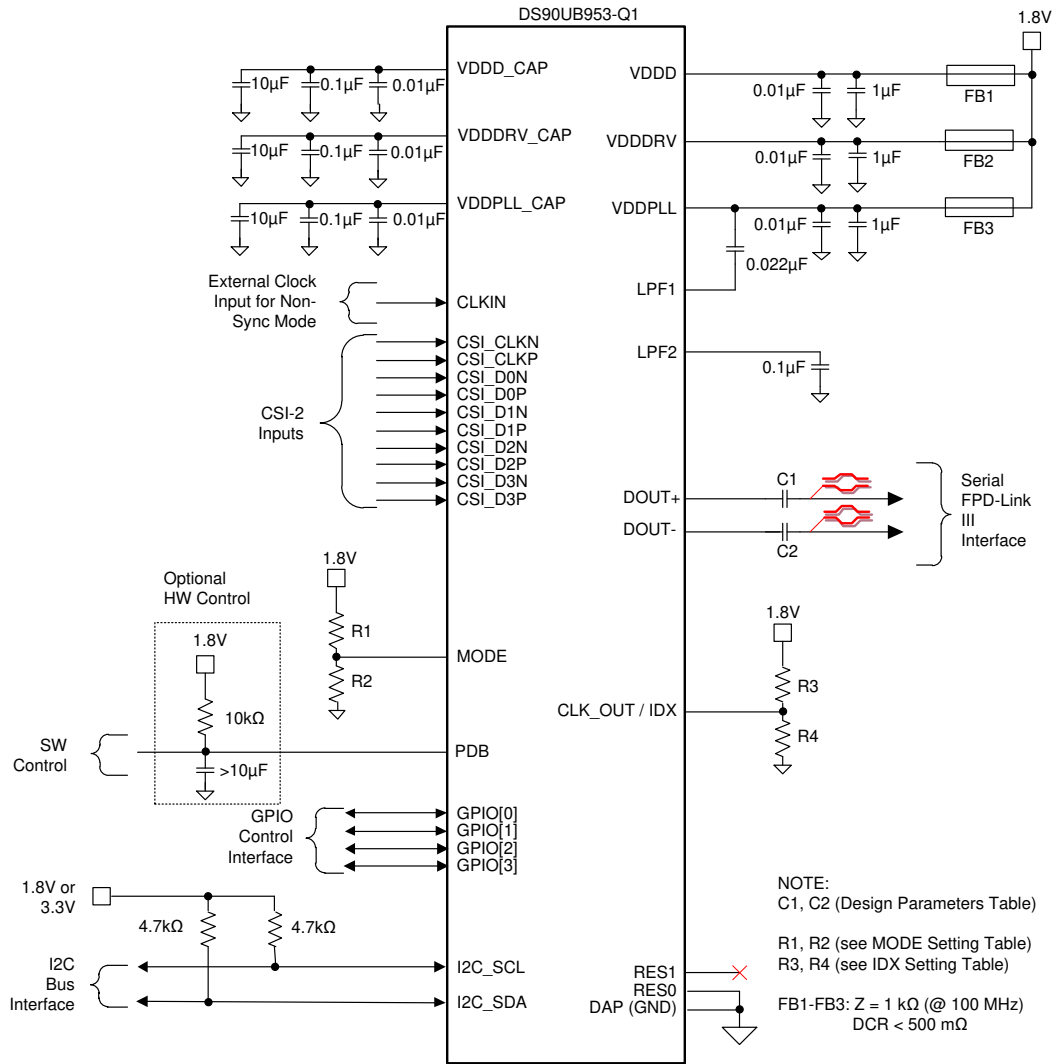 DS90UB953-Q1
1.8V
VDDD_CAP
10µF
0.1µF
0.01µF
VDDDRV_CAP
10µF
0.1µF
0.01µF
VDDPLL_CAP
10µF
0.1µF
0.01µF
VDDD
0.01µF
1µF
FB1
VDDDRV
0.01µF
1µF
FB2
VDDPLL
0.01µF
1µF
FB3
0.022µF
LPF1
LPF2
0.1µF
External Clock
Input for Non-
Sync Mode
CLKIN
CSI-2
Inputs
CSI_CLKN
CSI_CLKP
CSI_D0N
CSI_D0P
CSI_D1N
CSI_D1P
CSI_D2N
CSI_D2P
CSI_D3N
CSI_D3P
DOUT+
DOUT-
C1
C2
Serial
FPD-Link
III
Interface
1.8V
R1
R2
MODE
Optional
HW Control
1.8V
10kΩ
>10µF
SW
Control
PDB
1.8V
R3
R4
CLK_OUT / IDX
GPIO
Control
Interface
GPIO[0]
GPIO[1]
GPIO[2]
GPIO[3]
1.8V or
3.3V
4.7kΩ
4.7kΩ
I2C
Bus
Interface
I2C_SCL
I2C_SDA
RES1
RES0
DAP (GND)
NOTE:
C1, C2 (Design Parameters Table)
R1, R2 (see MODE Setting Table)
R3, R4 (see IDX Setting Table)
FB1-FB3: Z = 1 kΩ (@ 100 MHz)
DCR < 500 mΩ